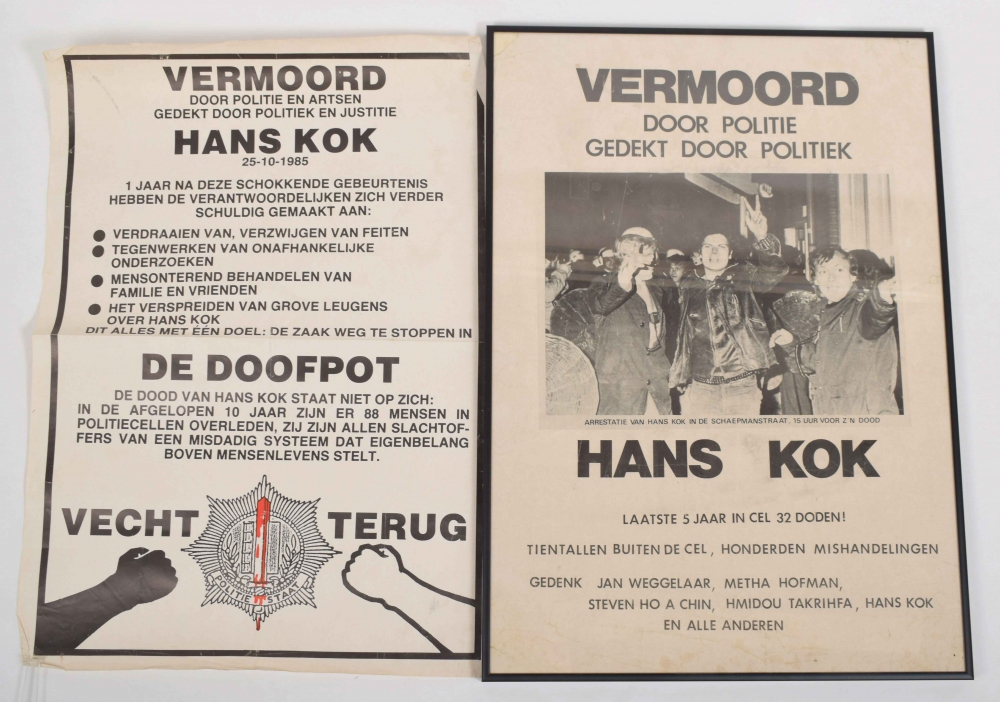 VERMOORD
DOOR POLITIE EN ARTSEN
GEDEKT DOOR POLITIEK EN JUSTITIE
HANS KOK
25-10-1985
1 JAAR NA DEZE SCHOKKENDE GEBEURTENIS
HEBBEN DE VERANTWOORDELIJKEN ZICH VERDER
SCHULDIG GEMAAKT AAN:
● VERDRAAIEN VAN, VERZWIJGEN VAN FEITEN
● TEGENWERKEN VAN ONAFHANKELIJKE
ONDERZOEKEN
● MENSONTEREND BEHANDELEN VAN
FAMILIE EN VRIENDEN
● HET VERSPREIDEN VAN GROVE LEUGENS
OVER HANS KOK
DIT ALLES MET ÉÉN DOEL: DE ZAAK WEG TE STOPPEN IN
DE DOOFPOT
DE DOOD VAN HANS KOK STAAT NIET OP ZICH:
IN DE AFGELOPEN 10 JAAR ZIJN ER 88 MENSEN IN
POLITIECELLEN OVERLEDEN, ZIJ ZIJN ALLEN SLACHTOF-
FERS VAN EEN MISDADIG SYSTEEM DAT EIGENBELANG
BOVEN MENSENLEVENS STELT.
VECHT TERUG
POLITIE STAAT
VERMOORD
DOOR POLITIE
GEDEKT DOOR POLITIEK
ARRESTATIE VAN HANS KOK IN DE SCHAEPMANSTRAAT, 15 UUR VOOR Z'N DOOD
HANS KOK
LAATSTE 5 JAAR IN CEL 32 DODEN!
TIENTALLEN BUITEN DE CEL, HONDERDEN MISHANDELINGEN
GEDENK JAN WEGGELAAR, METHA HOFMAN,
STEVEN HO A CHIN, HMIDOU TAKRIHFA, HANS KOK
EN ALLE ANDEREN